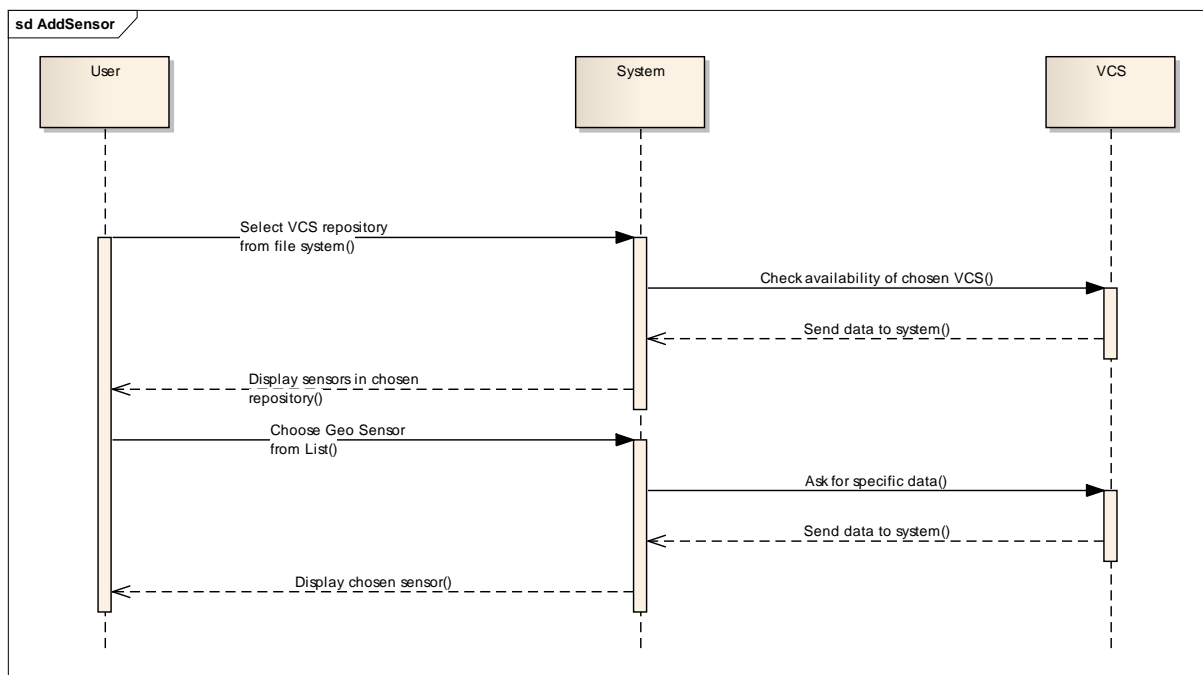 sd AddSensor
User
System
VCS
Select VCS repository
from file system()
Check availability of chosen VCS()
Send data to system()
Display sensors in chosen
repository()
Choose Geo Sensor
from List()
Ask for specific data()
Send data to system()
Display chosen sensor()